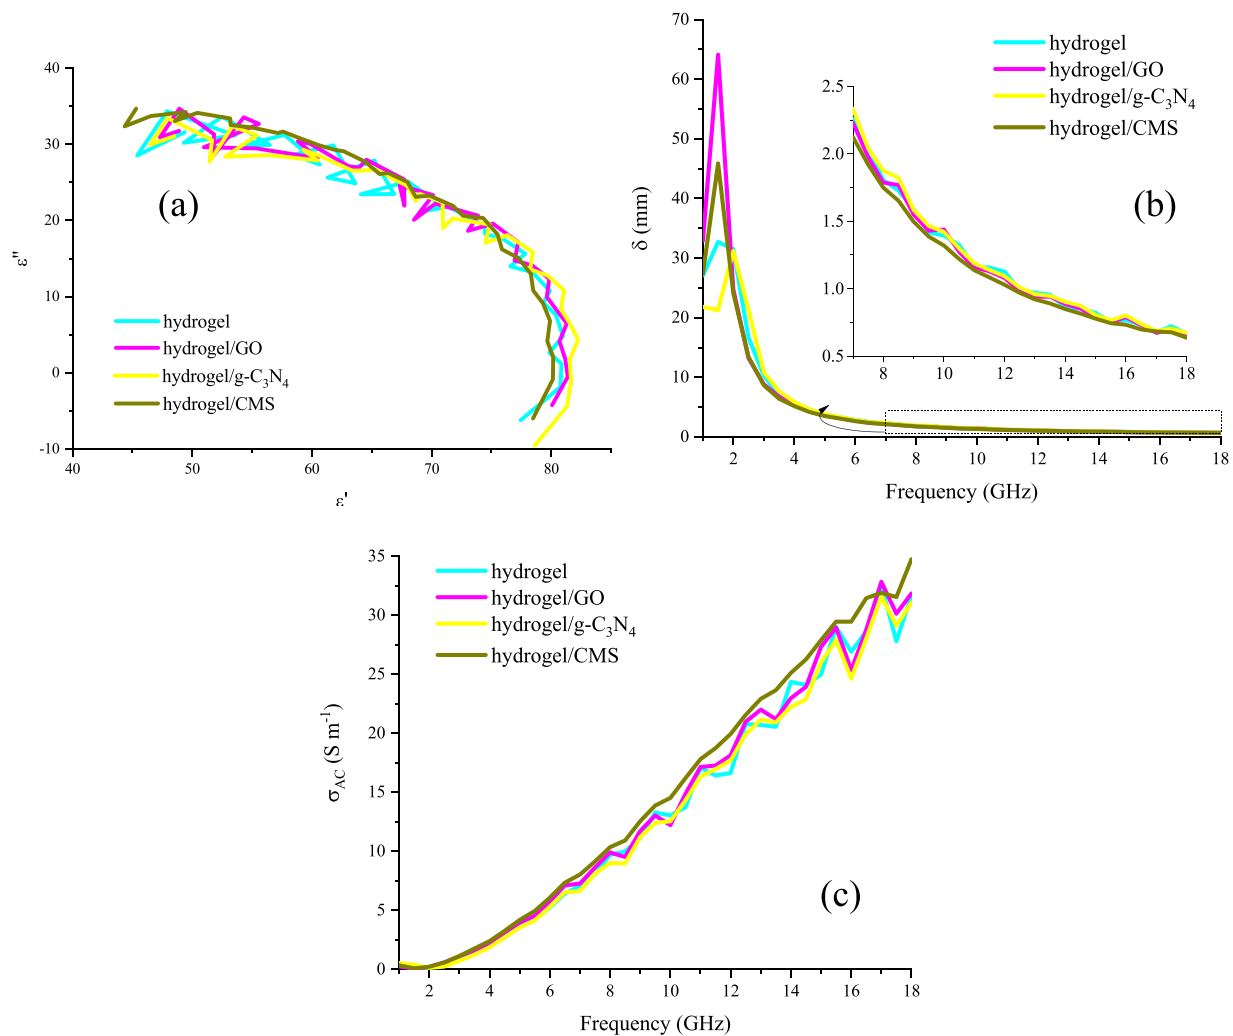 40
30
20
10
0
-10
ε''
(a)
hydrogel
hydrogel/GO
hydrogel/g-C₃N₄
hydrogel/CMS
40 50 60 70 80
ε'
70
60
50
40
30
20
10
0
δ (mm)
hydrogel
hydrogel/GO
hydrogel/g-C₃N₄
hydrogel/CMS
2.5
2.0
1.5
1.0
0.5
(b)
8 10 12 14 16 18
2 4 6 8 10 12 14 16 18
Frequency (GHz)
35
30
25
20
15
10
5
0
σAC (S m⁻¹)
hydrogel
hydrogel/GO
hydrogel/g-C₃N₄
hydrogel/CMS
(c)
2 4 6 8 10 12 14 16 18
Frequency (GHz)